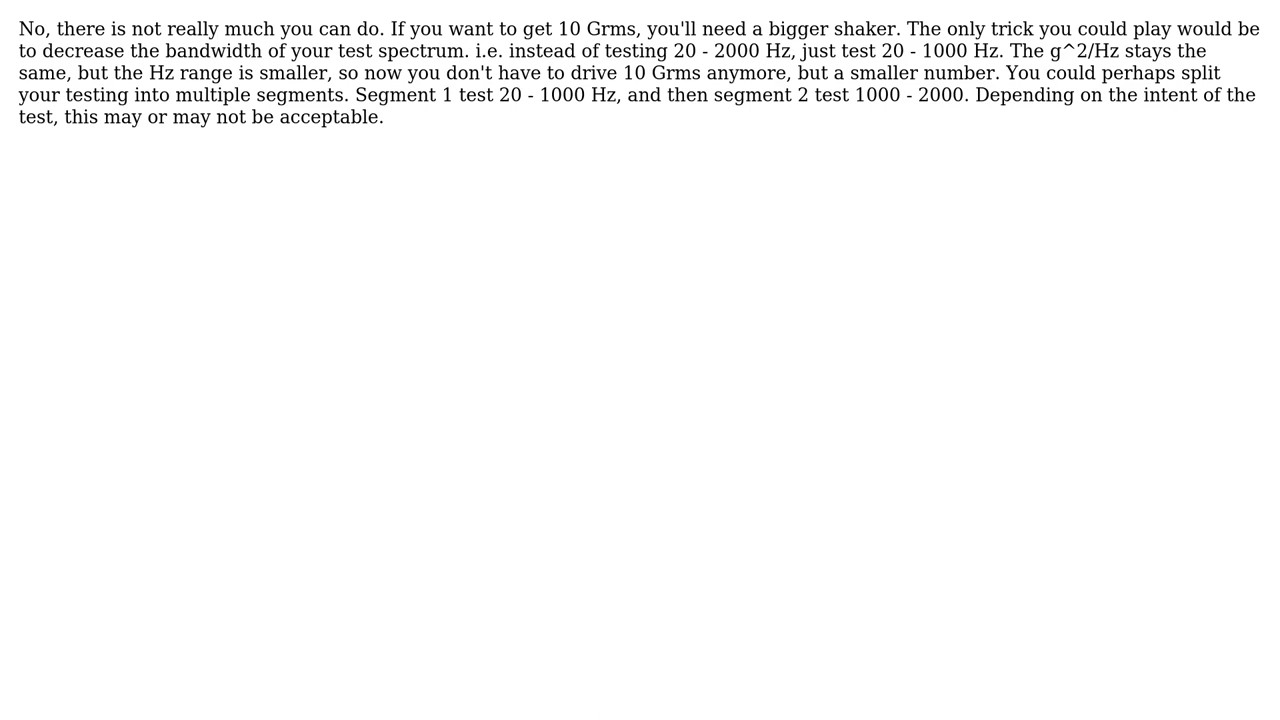 No, there is not really much you can do. If you want to get 10 Grms, you'll need a bigger shaker. The only trick you could play would be
to decrease the bandwidth of your test spectrum. i.e. instead of testing 20 - 2000 Hz, just test 20 - 1000 Hz. The g^2/Hz stays the
same, but the Hz range is smaller, so now you don't have to drive 10 Grms anymore, but a smaller number. You could perhaps split
your testing into multiple segments. Segment 1 test 20 - 1000 Hz, and then segment 2 test 1000 - 2000. Depending on the intent of the
test, this may or may not be acceptable.